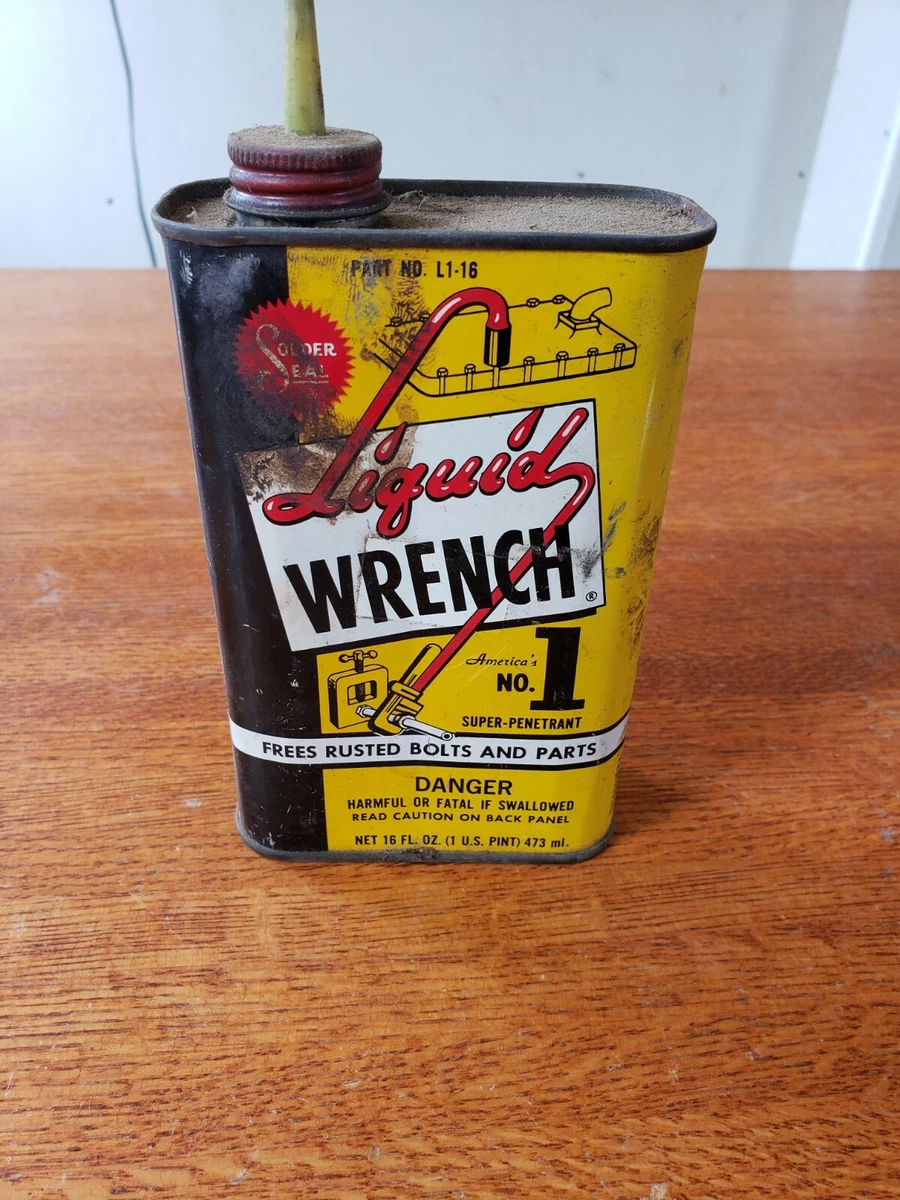 PART NO. L1-16
SOLDER
SEAL
Liquid
WRENCH®
America's
NO. 1
SUPER-PENETRANT
FREES RUSTED BOLTS AND PARTS
DANGER
HARMFUL OR FATAL IF SWALLOWED
READ CAUTION ON BACK PANEL
NET 16 FL. OZ. (1 U.S. PINT) 473 ml.